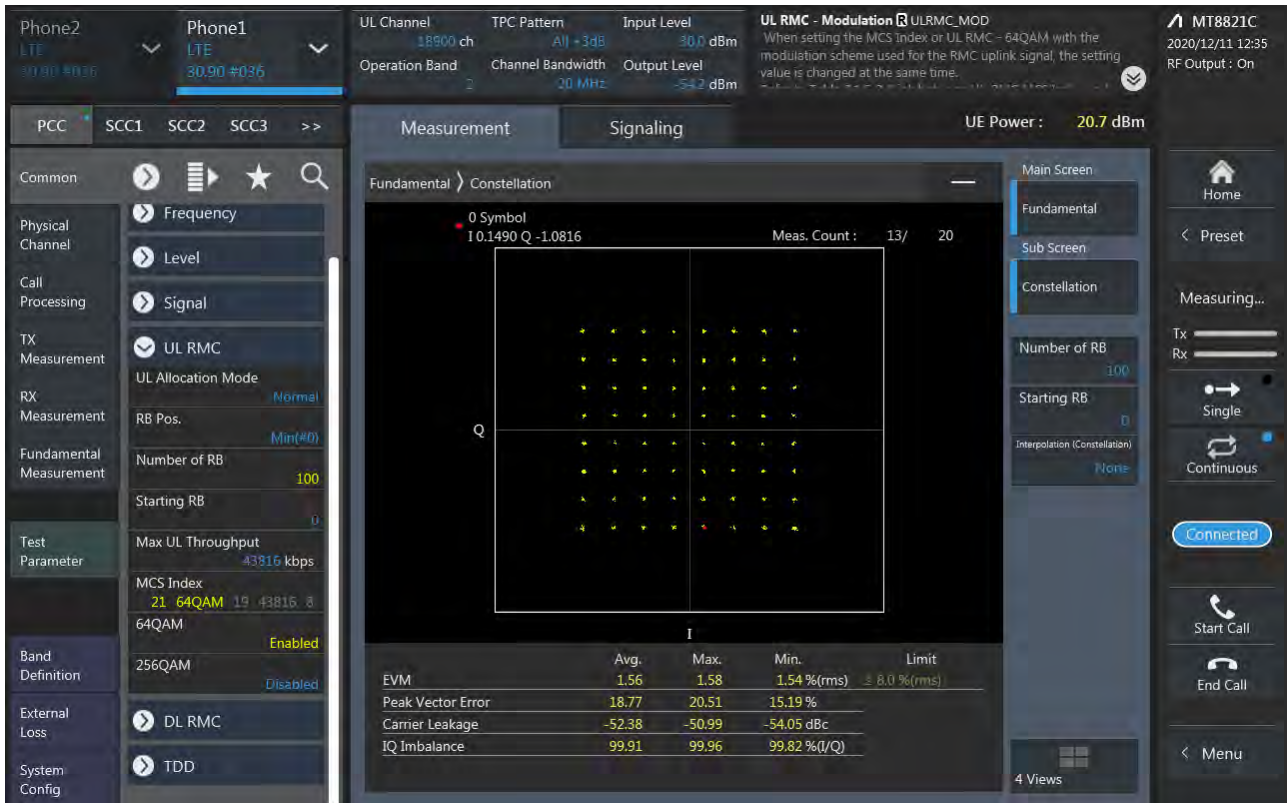 Phone2
LTE
30.90 #036
Phone1
LTE
30.90 #036
UL Channel
18900 ch
TPC Pattern
All +3dB
Input Level
30.0 dBm
Operation Band
2
Channel Bandwidth
20 MHz
Output Level
-54.2 dBm
UL RMC - Modulation R ULRMC_MOD
When setting the MCS Index or UL RMC - 64QAM with the
modulation scheme used for the RMC uplink signal, the setting
value is changed at the same time.
MT8821C
2020/12/11 12:35
RF Output : On
PCC
SCC1
SCC2
SCC3
>>
Measurement
Signaling
UE Power : 20.7 dBm
Common
Physical
Channel
Call
Processing
TX
Measurement
RX
Measurement
Fundamental
Measurement
Test
Parameter
Band
Definition
External
Loss
System
Config
Frequency
Level
Signal
UL RMC
UL Allocation Mode
Normal
RB Pos.
Min(#0)
Number of RB
100
Starting RB
0
Max UL Throughput
43816 kbps
MCS Index
21 64QAM 19 43816 8
64QAM
Enabled
256QAM
Disabled
DL RMC
TDD
Fundamental
Constellation
0 Symbol
I 0.1490 Q -1.0816
Meas. Count : 13/ 20
Q
I
Avg. Max. Min. Limit
EVM 1.56 1.58 1.54 %(rms) ≤ 8.0 %(rms)
Peak Vector Error 18.77 20.51 15.19 %
Carrier Leakage -52.38 -50.99 -54.05 dBc
IQ Imbalance 99.91 99.96 99.82 %(I/Q)
Main Screen
Fundamental
Sub Screen
Constellation
Number of RB
100
Starting RB
0
Interpolation (Constellation)
None
4 Views
Home
< Preset
Measuring...
Tx
Rx
Single
Continuous
Connected
Start Call
End Call
< Menu